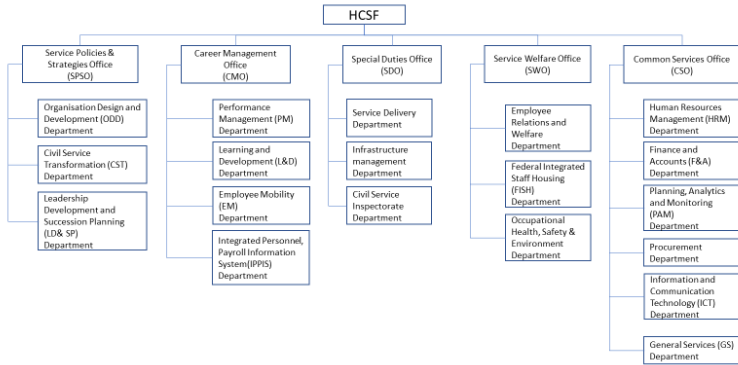 HCSF
Service Policies &
Strategies Office
(SPSO)
Organisation Design and
Development (ODD)
Department
Civil Service
Transformation (CST)
Department
Leadership
Development and
Succession Planning
(LD& SP)
Department
Career Management
Office
(CMO)
Performance
Management (PM)
Department
Learning and
Development (L&D)
Department
Employee Mobility
(EM)
Department
Integrated Personnel,
Payroll Information
System(IPPIS)
Department
Special Duties Office
(SDO)
Service Delivery
Department
Infrastructure
management
Department
Civil Service
Inspectorate
Department
Service Welfare Office
(SWO)
Employee
Relations and
Welfare
Department
Federal Integrated
Staff Housing
(FISH)
Department
Occupational
Health, Safety &
Environment
Department
Common Services Office
(CSO)
Human Resources
Management (HRM)
Department
Finance and
Accounts (F&A)
Department
Planning, Analytics
and Monitoring
(PAM)
Department
Procurement
Department
Information and
Communication
Technology (ICT)
Department
General Services (GS)
Department